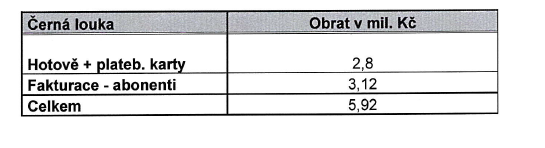 Černá louka Obrat v mil. Kč
Hotově + plateb. karty 2,8
Fakturace - abonenti 3,12
Celkem 5,92